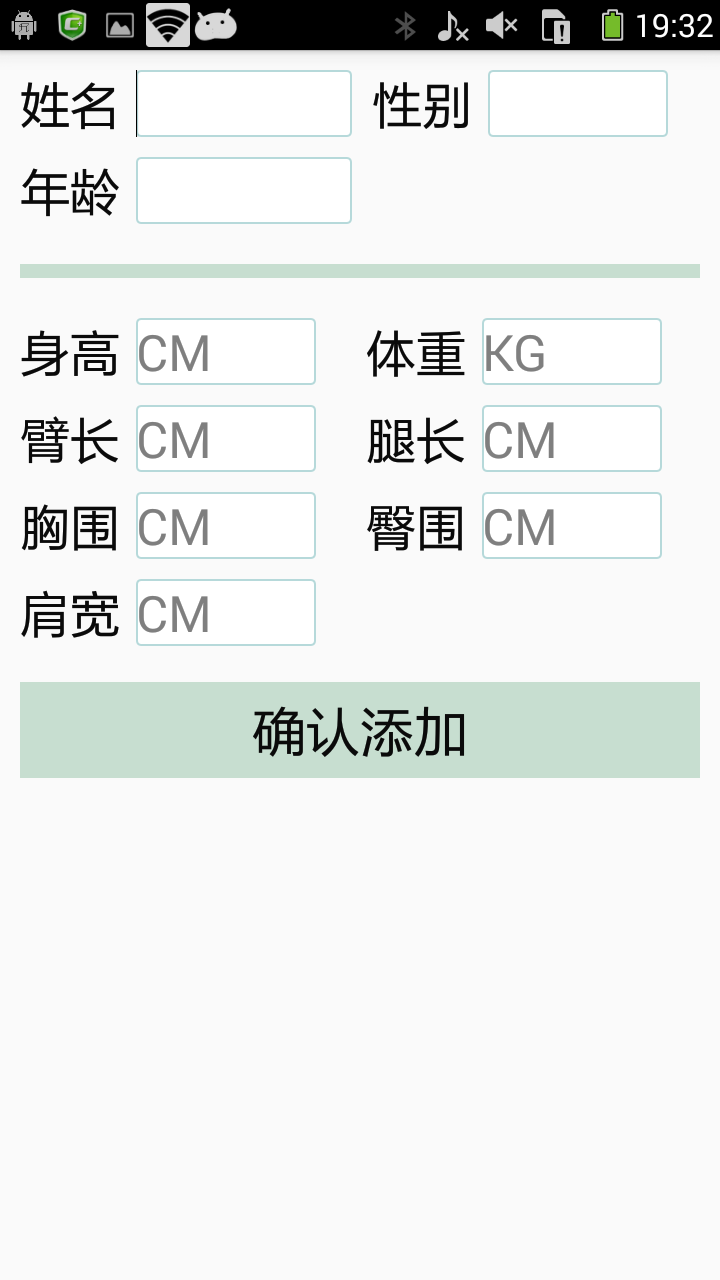 19:32
姓名 性别
年龄
身高 CM 体重 KG
臂长 CM 腿长 CM
胸围 CM 臀围 CM
肩宽 CM
确认添加